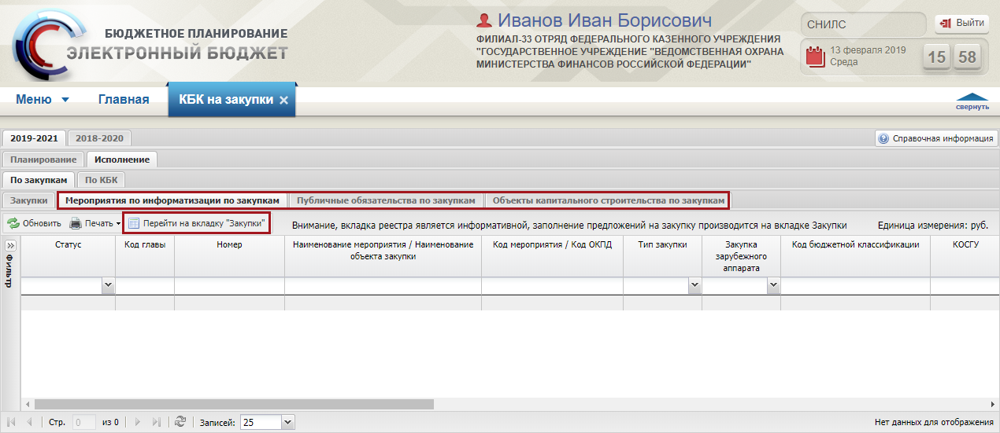 БЮДЖЕТНОЕ ПЛАНИРОВАНИЕ
ЭЛЕКТРОННЫЙ БЮДЖЕТ
Иванов Иван Борисович
ФИЛИАЛ-33 ОТРЯД ФЕДЕРАЛЬНОГО КАЗЕННОГО УЧРЕЖДЕНИЯ
"ГОСУДАРСТВЕННОЕ УЧРЕЖДЕНИЕ "ВЕДОМСТВЕННАЯ ОХРАНА
МИНИСТЕРСТВА ФИНАНСОВ РОССИЙСКОЙ ФЕДЕРАЦИИ"
СНИЛС
Выйти
13 февраля 2019
Среда
15 58
Меню Главная КБК на закупки
свернуть
2019-2021 2018-2020 Справочная информация
Планирование Исполнение
По закупкам По КБК
Закупки Мероприятия по информатизации по закупкам Публичные обязательства по закупкам Объекты капитального строительства по закупкам
Обновить Печать Перейти на вкладку "Закупки" Внимание, вкладка реестра является информативной, заполнение предложений на закупку производится на вкладке Закупки Единица измерения: руб.
Фильтр
Статус
Код главы
Номер
Наименование мероприятия / Наименование
объекта закупки
Код мероприятия / Код ОКПД
Тип закупки
Закупка
зарубежного
аппарата
Код бюджетной классификации
КОСГУ
Стр. 0 из 0 Записей: 25 Нет данных для отображения